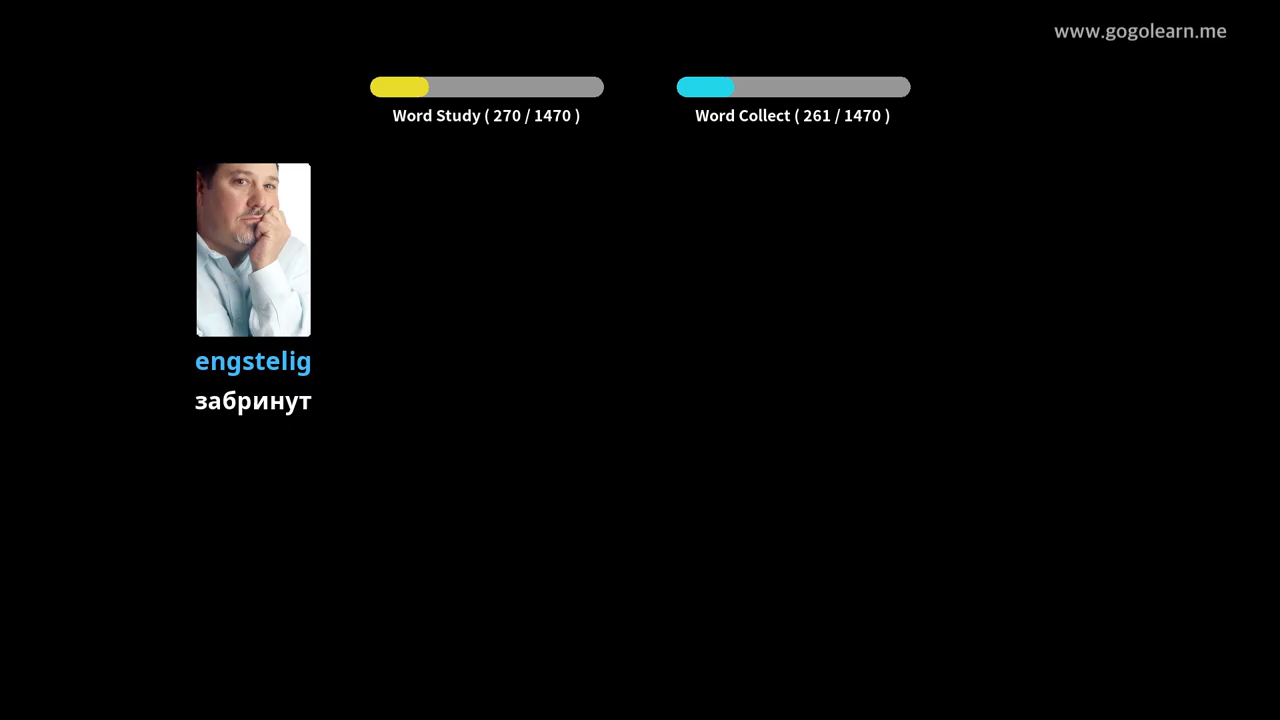 www.gogolearn.me
Word Study ( 270 / 1470 )
Word Collect ( 261 / 1470 )
engstelig
забринут